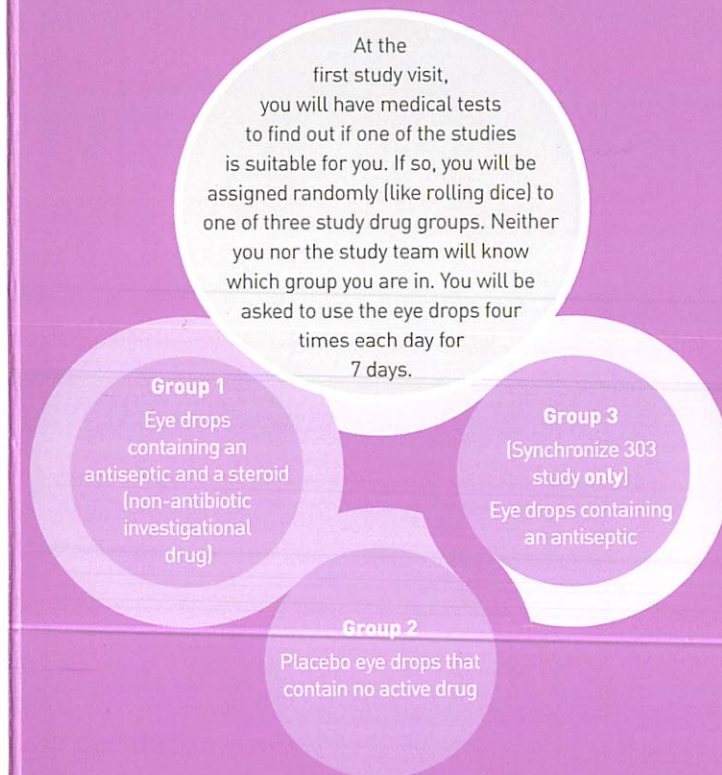 At the
first study visit,
you will have medical tests
to find out if one of the studies
is suitable for you. If so, you will be
assigned randomly (like rolling dice) to
one of three study drug groups. Neither
you nor the study team will know
which group you are in. You will be
asked to use the eye drops four
times each day for
7 days.
Group 1
Eye drops
containing an
antiseptic and a steroid
(non-antibiotic
investigational
drug)
Group 3
(Synchronize 303
study only)
Eye drops containing
an antiseptic
Group 2
Placebo eye drops that
contain no active drug